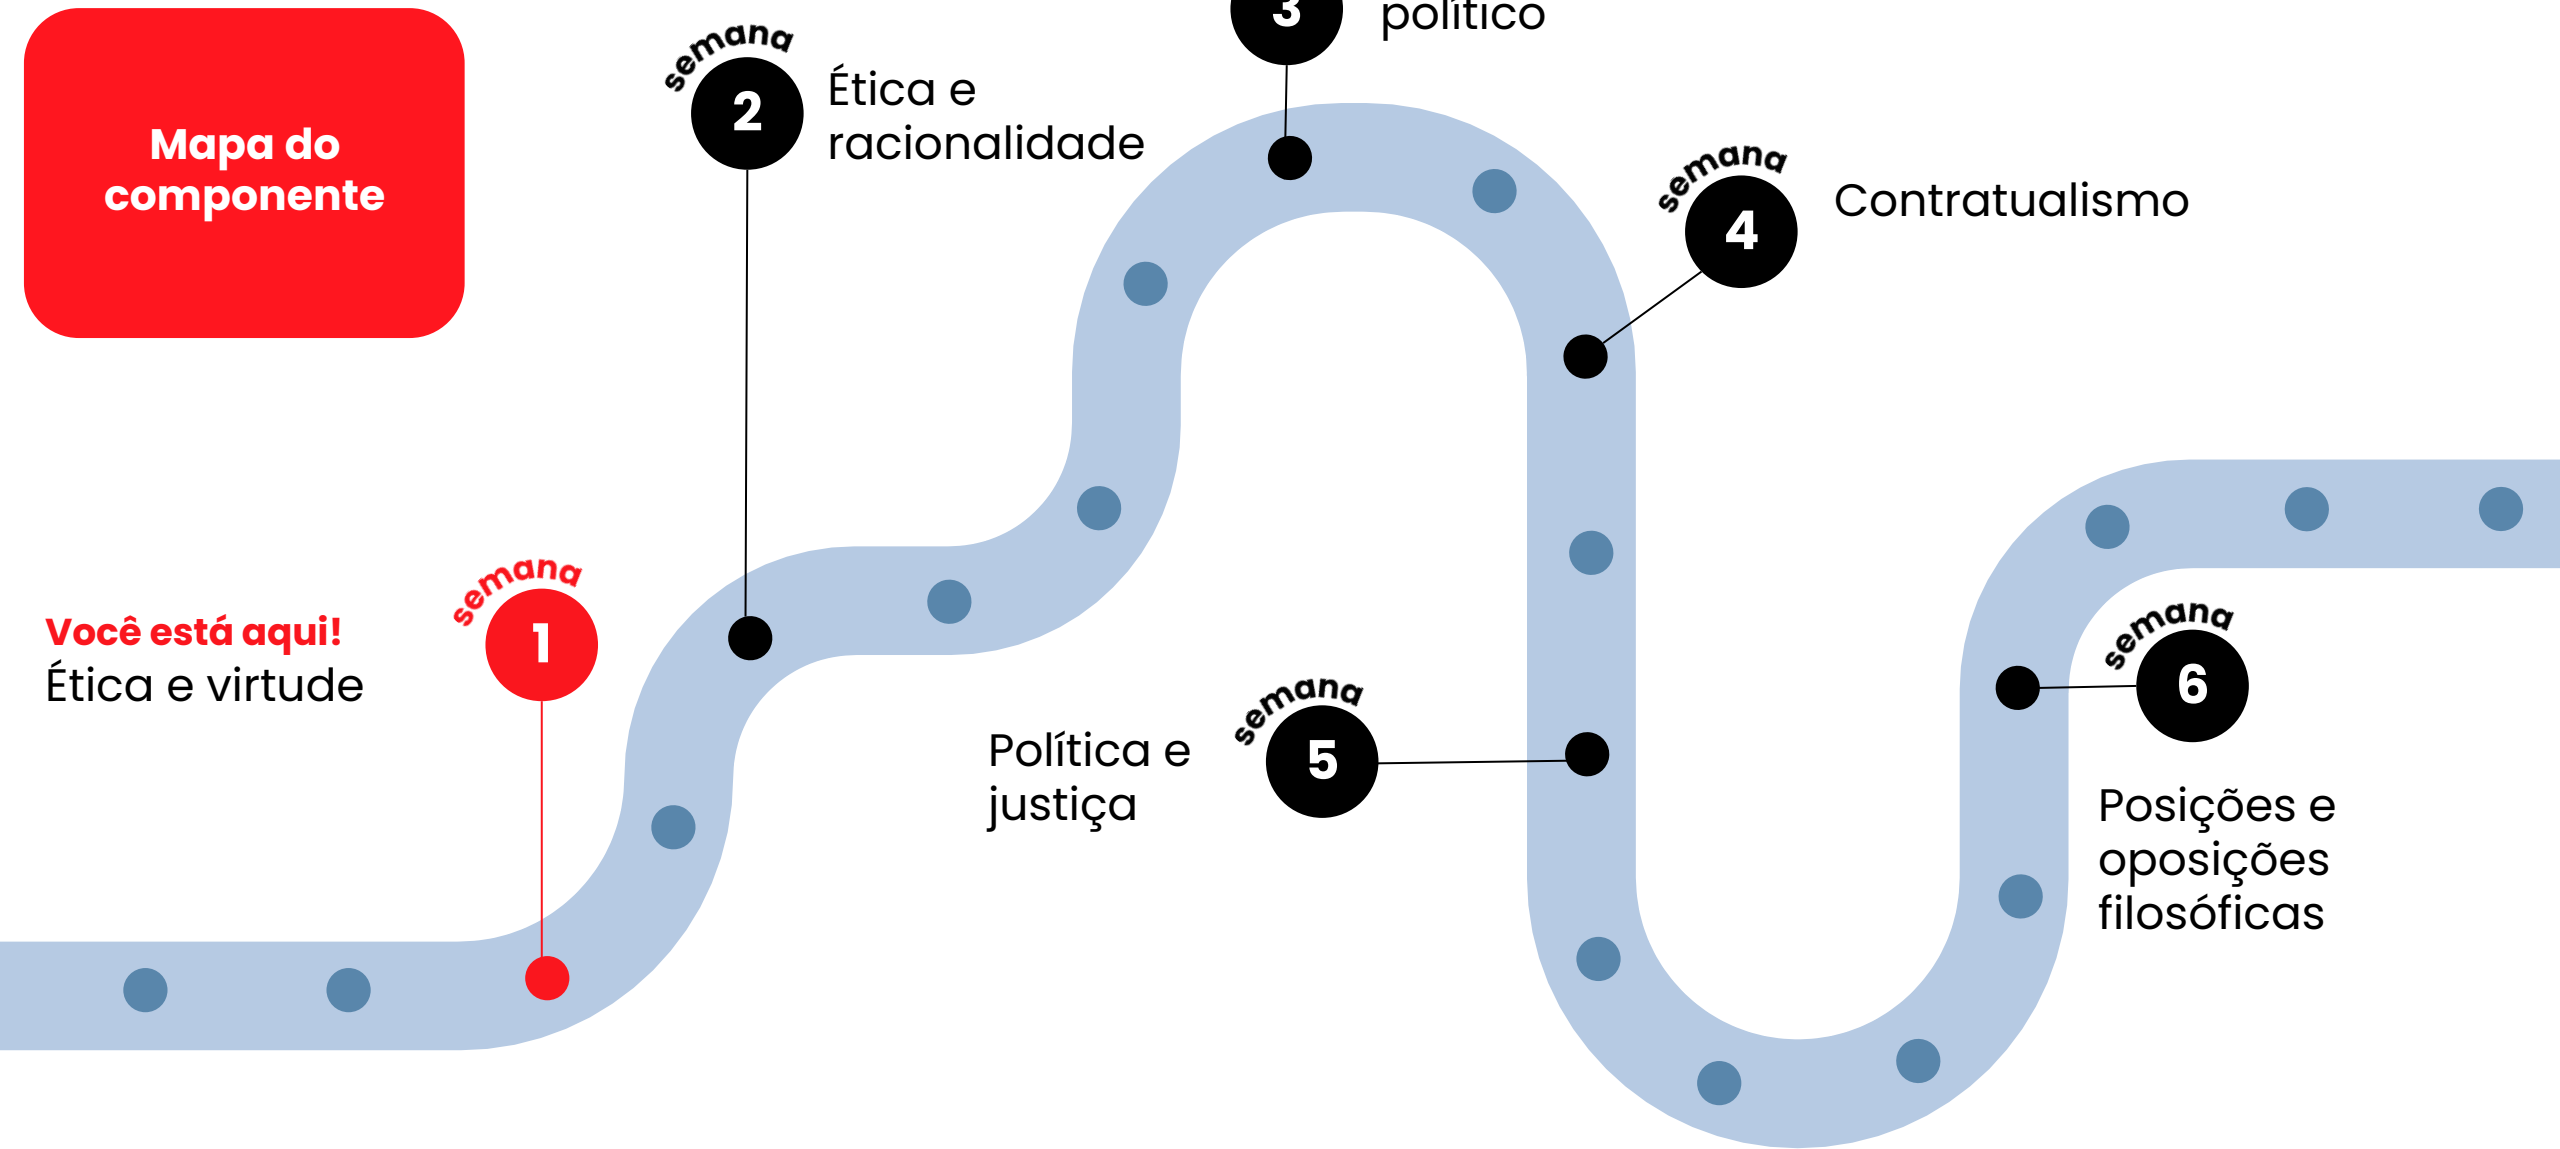 Mapa do
componente
semana
2
Ética e
racionalidade
3
político
semana
4
Contratualismo
Você está aqui!
Ética e virtude
semana
1
Política e
justiça
semana
5
semana
6
Posições e
oposições
filosóficas